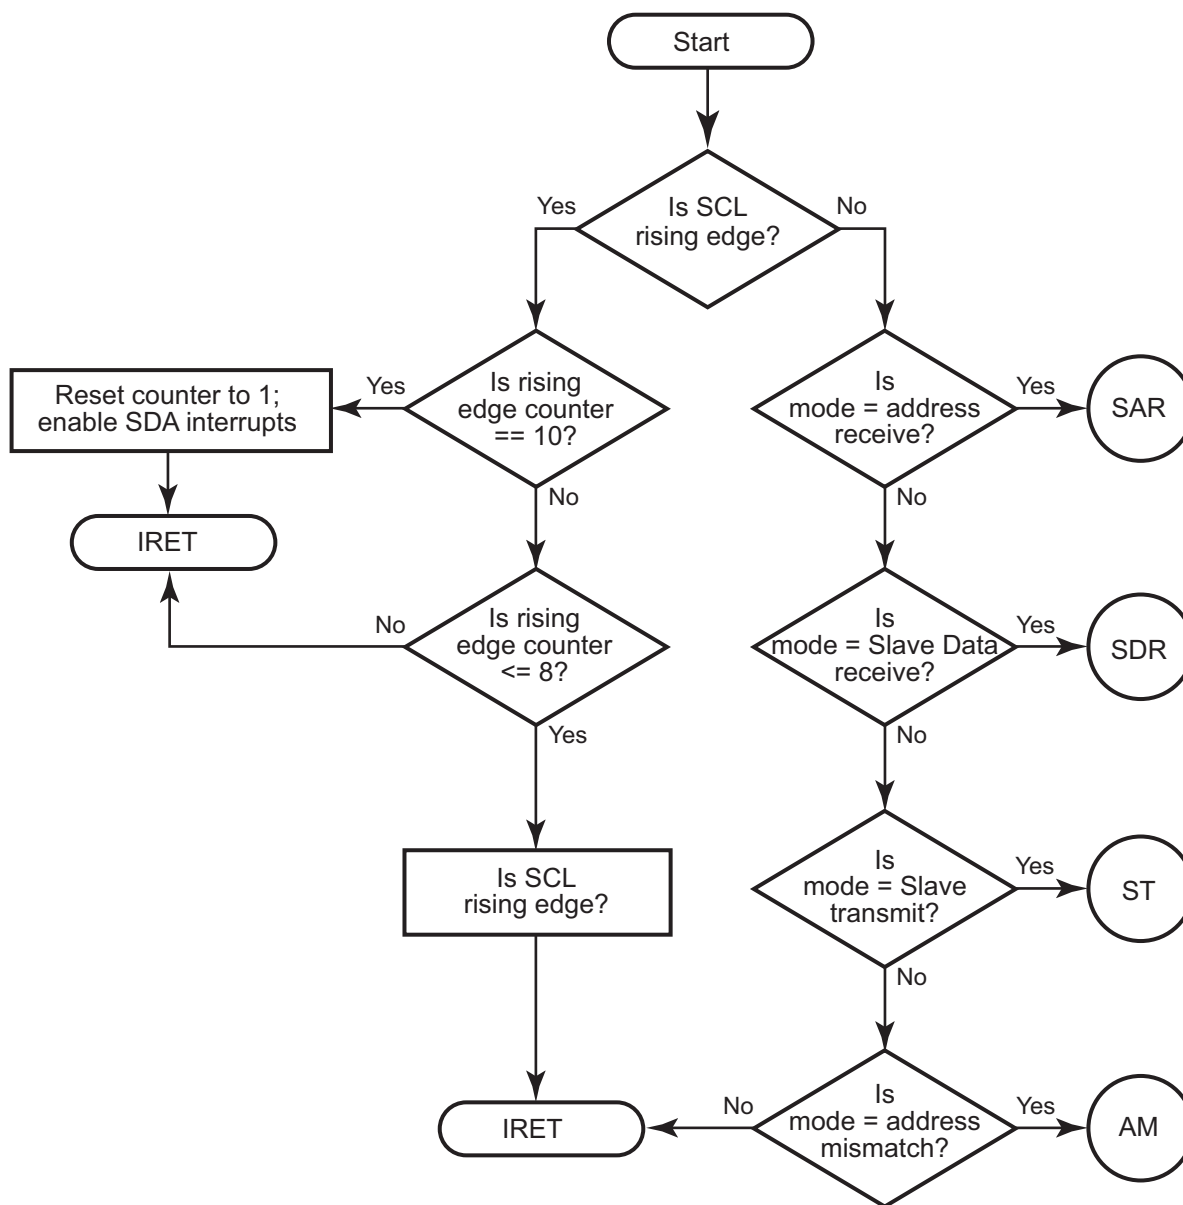 Start
Is SCL
rising edge?
Yes
No
Is rising
edge counter
== 10?
Yes
No
Reset counter to 1;
enable SDA interrupts
IRET
Is rising
edge counter
<= 8?
No
Yes
Is SCL
rising edge?
IRET
Is
mode = address
receive?
Yes
SAR
No
Is
mode = Slave Data
receive?
Yes
SDR
No
Is
mode = Slave
transmit?
Yes
ST
No
Is
mode = address
mismatch?
No
Yes
AM